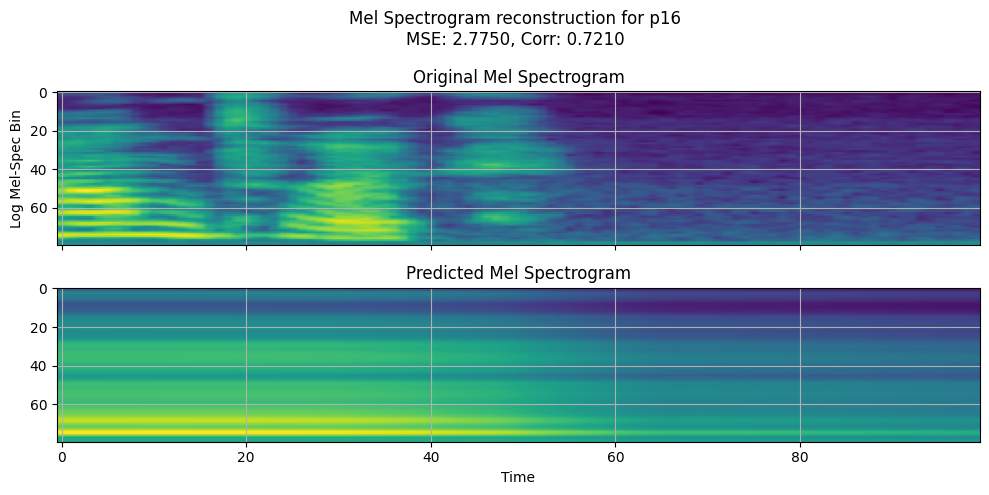 Mel Spectrogram reconstruction for p16
MSE: 2.7750, Corr: 0.7210
Original Mel Spectrogram
0
20
40
60
Log Mel-Spec Bin
Predicted Mel Spectrogram
0
20
40
60
0 20 40 60 80
Time